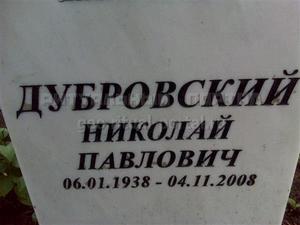 ДУБРОВСКИЙ
НИКОЛАЙ
ПАВЛОВИЧ
06.01.1938 - 04.11.2008